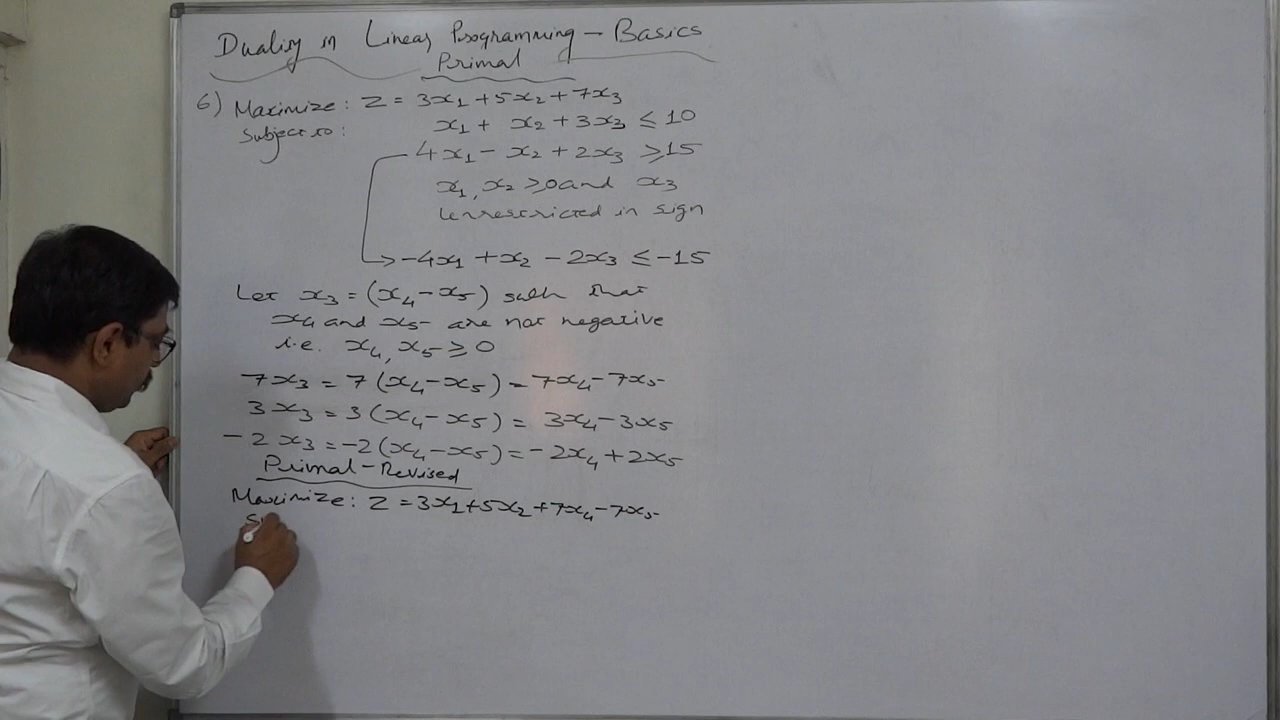 Duality in Linear Programming - Basics
Primal
6) Maximize: Z = 3x₁ + 5x₂ + 7x₃
Subject to: x₁ + x₂ + 3x₃ ≤ 10
4x₁ - x₂ + 2x₃ ≥ 15
x₁, x₂ ≥ 0 and x₃
unrestricted in sign
→ -4x₁ + x₂ - 2x₃ ≤ -15
Let x₃ = (x₄ - x₅) such that
x₄ and x₅ are not negative
i.e. x₄, x₅ ≥ 0
7x₃ = 7(x₄ - x₅) = 7x₄ - 7x₅
3x₃ = 3(x₄ - x₅) = 3x₄ - 3x₅
-2x₃ = -2(x₄ - x₅) = -2x₄ + 2x₅
Primal - Revised
Maximize: Z = 3x₁ + 5x₂ + 7x₄ - 7x₅